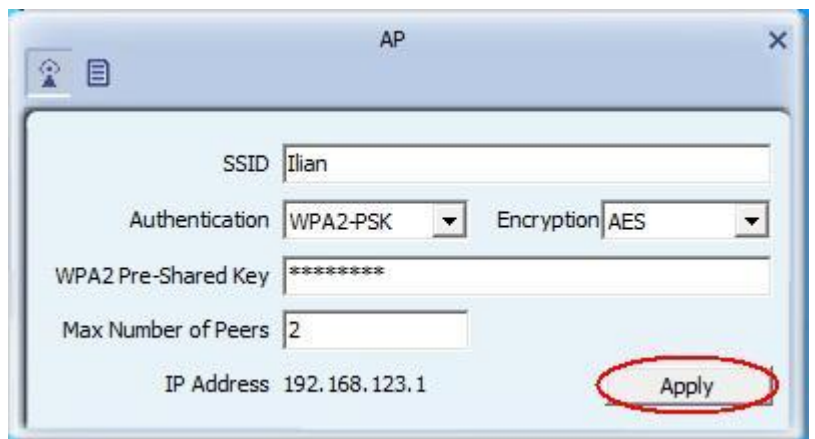 AP
SSID Ilian
Authentication WPA2-PSK Encryption AES
WPA2 Pre-Shared Key ********
Max Number of Peers 2
IP Address 192.168.123.1 Apply